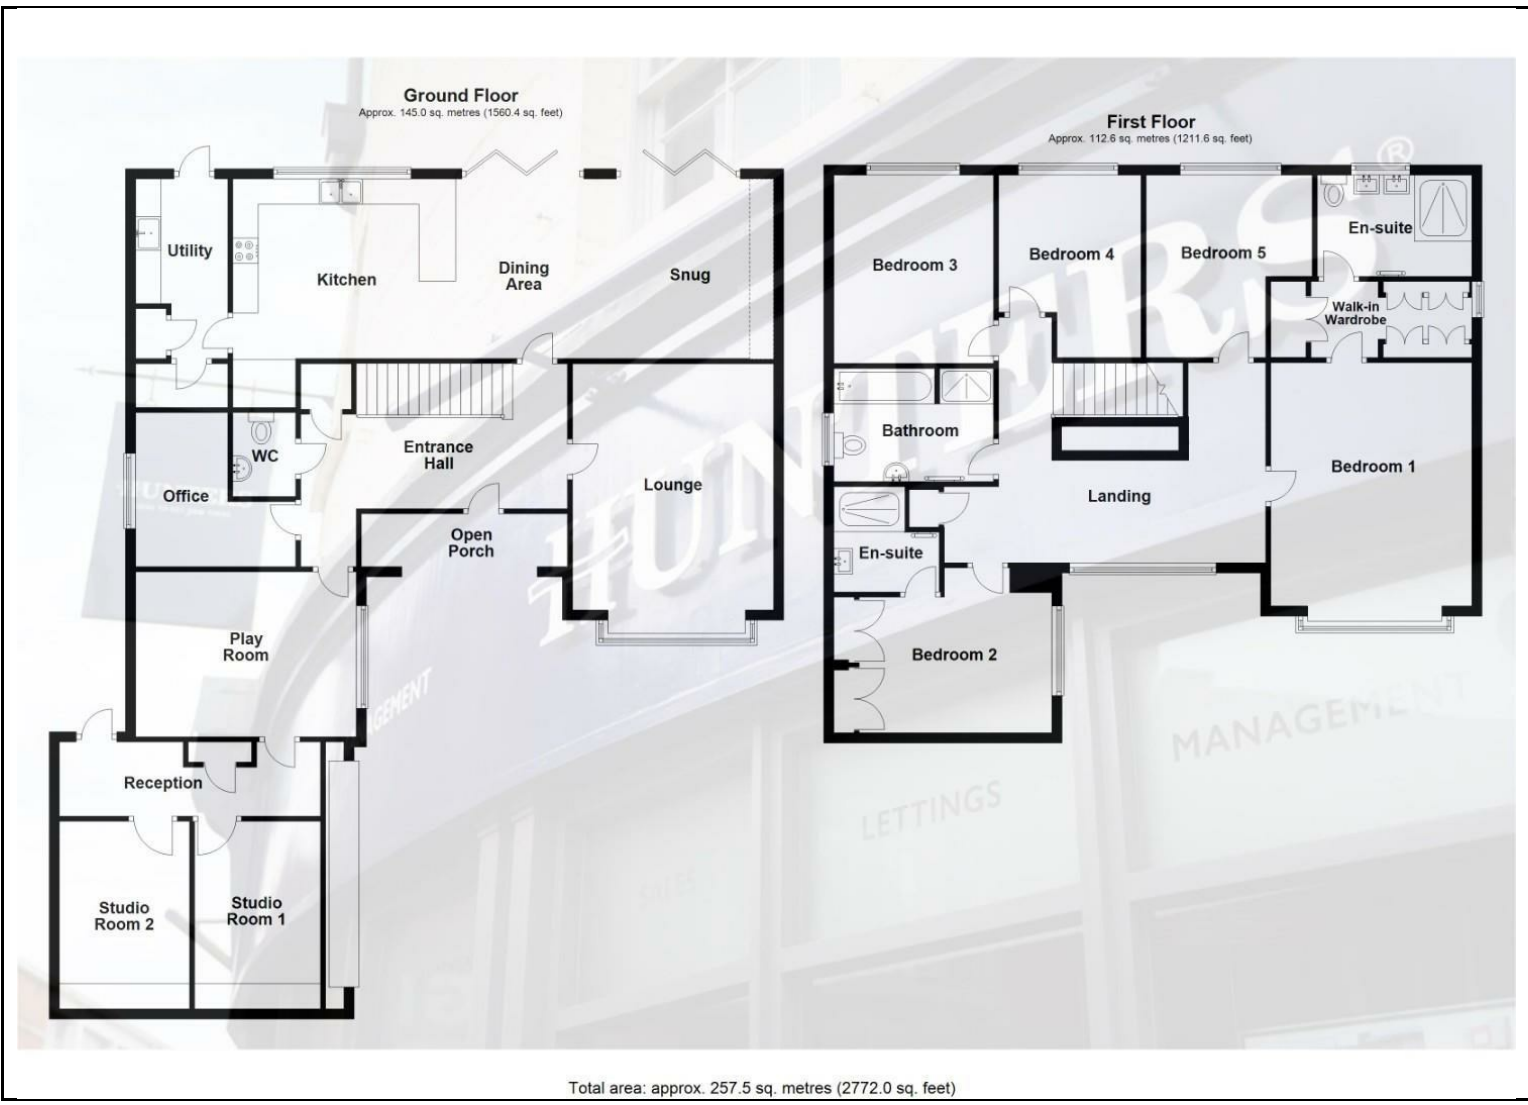 Ground Floor
Approx. 145.0 sq. metres (1560.4 sq. feet)
Utility
Kitchen
Dining
Area
Snug
WC
Office
Entrance
Hall
Lounge
Open
Porch
Play
Room
Reception
Studio
Room 2
Studio
Room 1
First Floor
Approx. 112.6 sq. metres (1211.6 sq. feet)
Bedroom 3
Bedroom 4
Bedroom 5
En-suite
Walk-in
Wardrobe
Bathroom
Landing
Bedroom 1
En-suite
Bedroom 2
HUNTERS®
HUNTERS
MANAGEMENT
LETTINGS
SALES
Total area: approx. 257.5 sq. metres (2772.0 sq. feet)